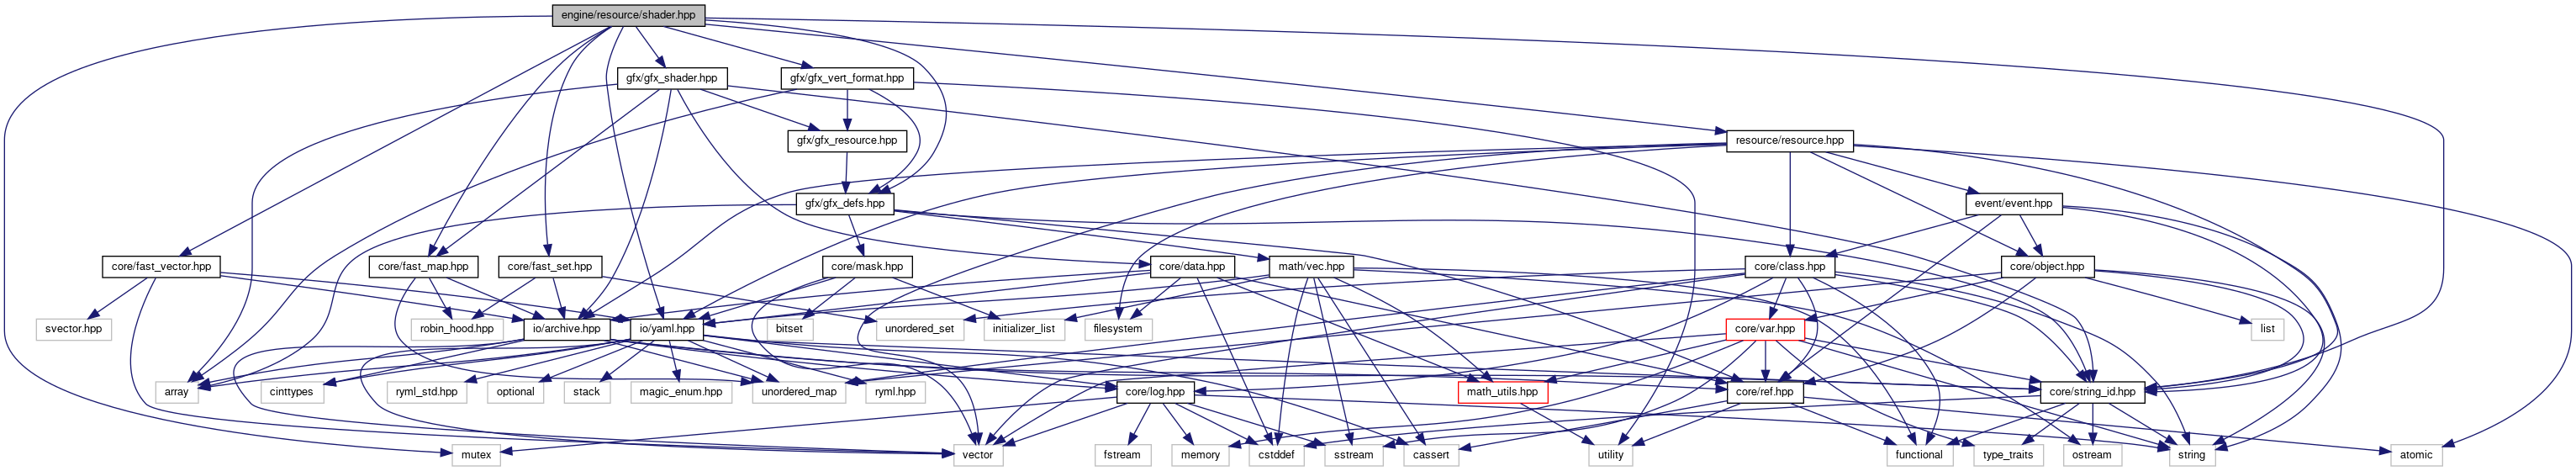 engine/resource/shader.hpp
gfx/gfx_shader.hpp
gfx/gfx_vert_format.hpp
gfx/gfx_resource.hpp
resource/resource.hpp
gfx/gfx_defs.hpp
event/event.hpp
core/fast_vector.hpp
core/fast_map.hpp
core/fast_set.hpp
core/mask.hpp
core/data.hpp
math/vec.hpp
core/class.hpp
core/object.hpp
svector.hpp
robin_hood.hpp
io/archive.hpp
io/yaml.hpp
bitset
unordered_set
initializer_list
filesystem
core/var.hpp
list
array
cinttypes
ryml_std.hpp
optional
stack
magic_enum.hpp
unordered_map
ryml.hpp
core/log.hpp
math_utils.hpp
core/ref.hpp
core/string_id.hpp
mutex
vector
fstream
memory
cstddef
sstream
cassert
utility
functional
type_traits
ostream
string
atomic